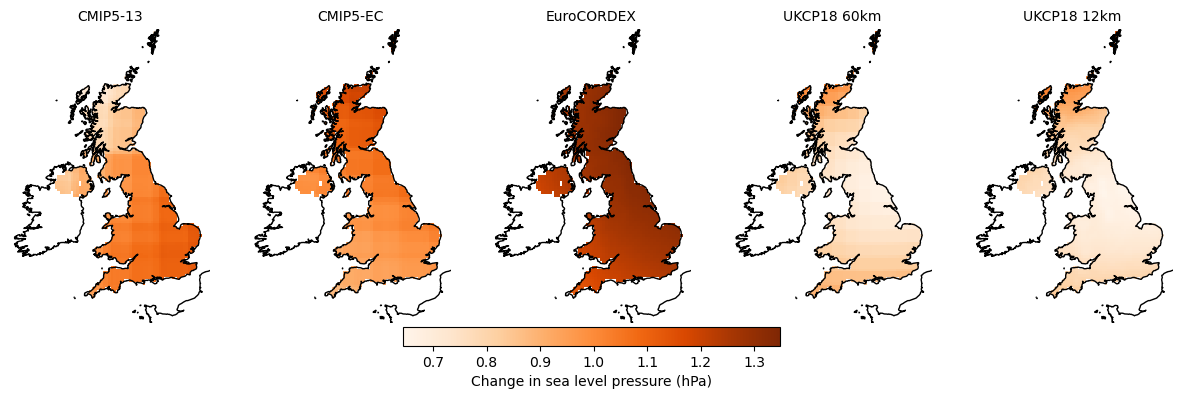 CMIP5-13 CMIP5-EC EuroCORDEX UKCP18 60km UKCP18 12km
0.7 0.8 0.9 1.0 1.1 1.2 1.3
Change in sea level pressure (hPa)